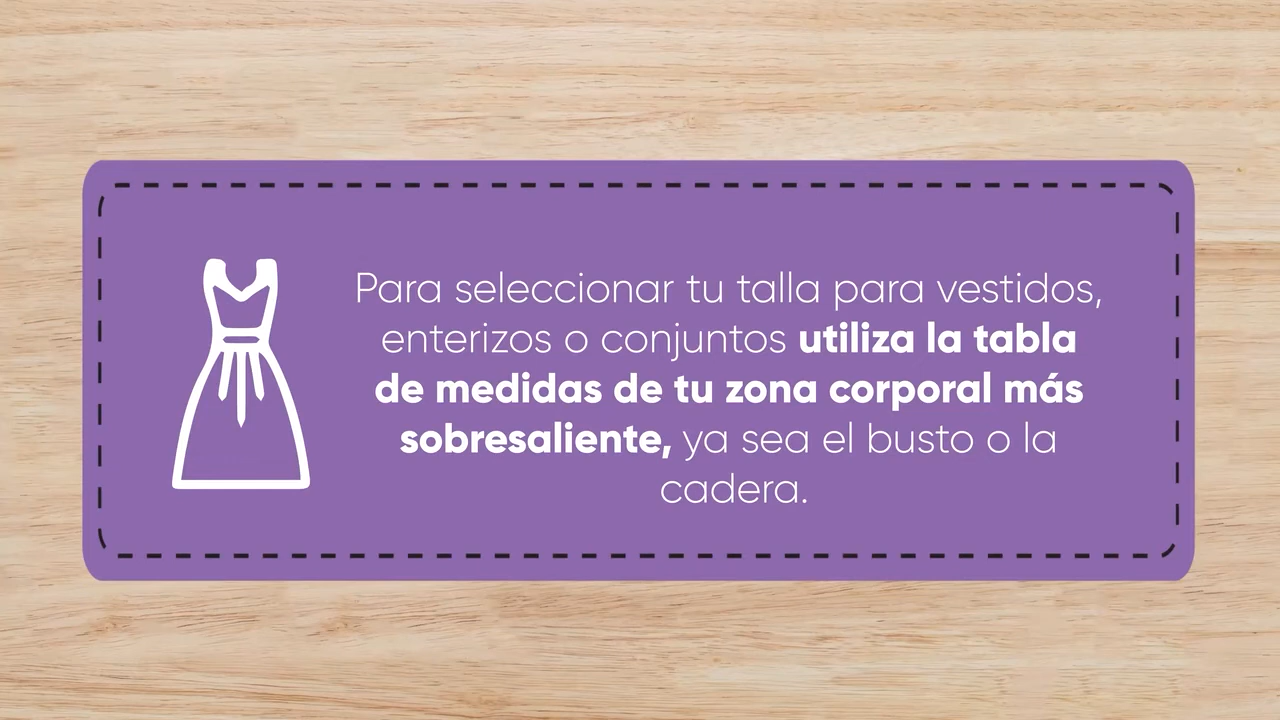 Para seleccionar tu talla para vestidos,
enterizos o conjuntos utiliza la tabla
de medidas de tu zona corporal más
sobresaliente, ya sea el busto o la
cadera.